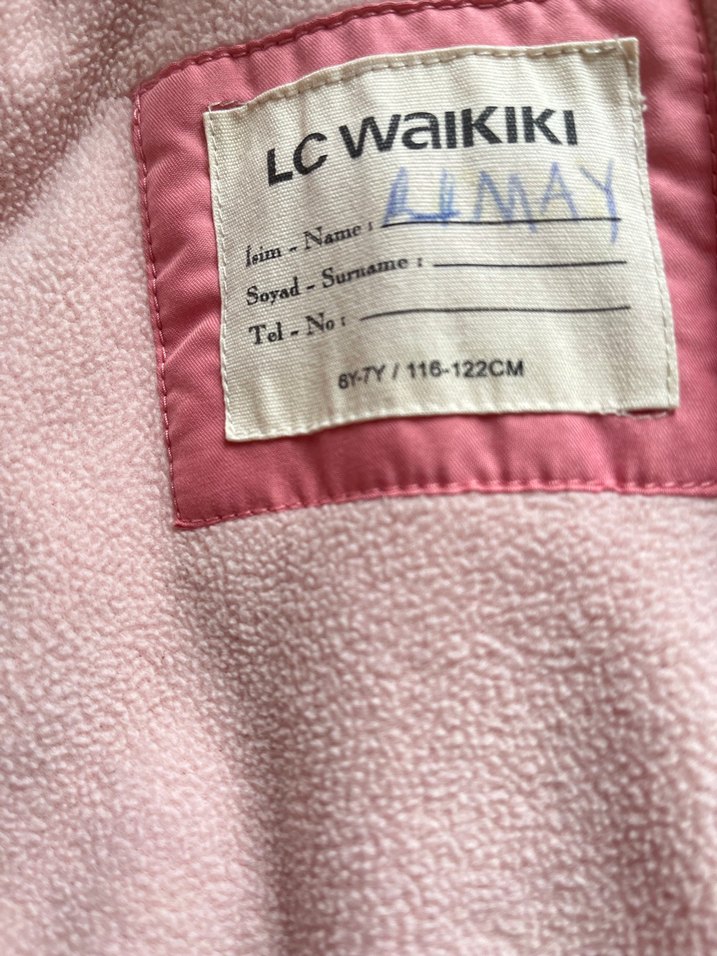 LC WAIKIKI
İsim - Name :
Soyad - Surname :
Tel - No :
6Y-7Y / 116-122CM